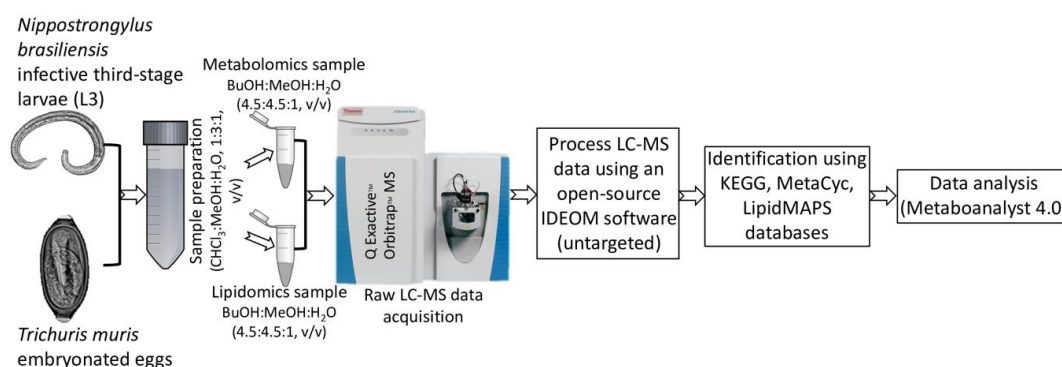 Nippostrongylus
brasiliensis
infective third-stage
larvae (L3)
Trichuris muris
embryonated eggs
Sample preparation
(CHCl3:MeOH:H2O, 1:3:1,
v/v)
Metabolomics sample
BuOH:MeOH:H2O
(4.5:4.5:1, v/v)
Lipidomics sample
BuOH:MeOH:H2O
(4.5:4.5:1, v/v)
Q Exactive™
Orbitrap™ MS
Raw LC-MS data
acquisition
Process LC-MS
data using an
open-source
IDEOM software
(untargeted)
Identification using
KEGG, MetaCyc,
LipidMAPS
databases
Data analysis
(Metaboanalyst 4.0